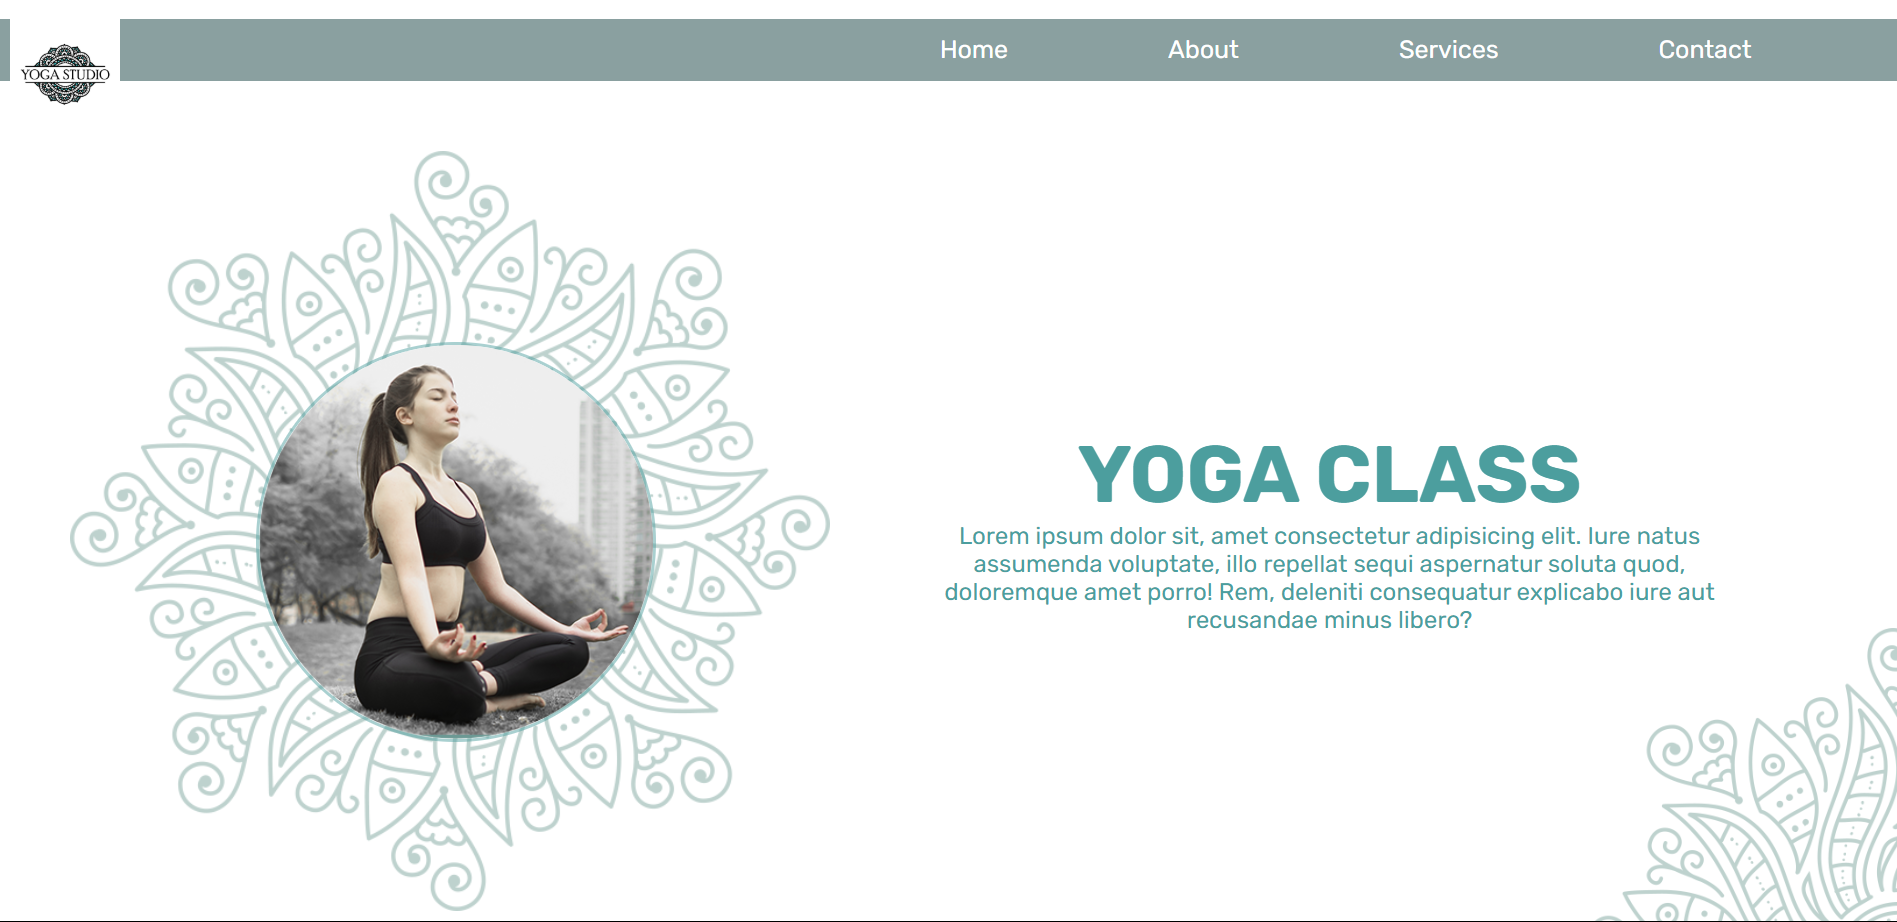 YOGA STUDIO
Home About Services Contact
YOGA CLASS
Lorem ipsum dolor sit, amet consectetur adipisicing elit. Iure natus
assumenda voluptate, illo repellat sequi aspernatur soluta quod,
doloremque amet porro! Rem, deleniti consequatur explicabo iure aut
recusandae minus libero?